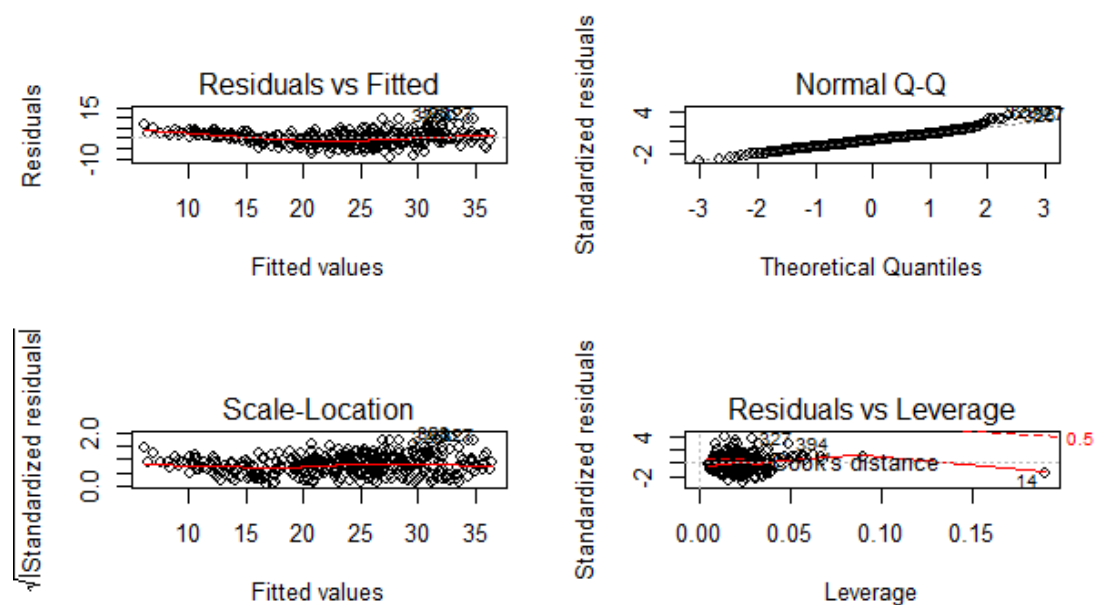 Residuals vs Fitted
Residuals
15
-10
10 15 20 25 30 35
Fitted values
Normal Q-Q
Standardized residuals
4
-2
-3 -2 -1 0 1 2 3
Theoretical Quantiles
Scale-Location
√|Standardized residuals|
2.0
0.0
10 15 20 25 30 35
Fitted values
Residuals vs Leverage
Standardized residuals
4
-2
327
394
Cook's distance
0.5
14
0.00 0.05 0.10 0.15
Leverage